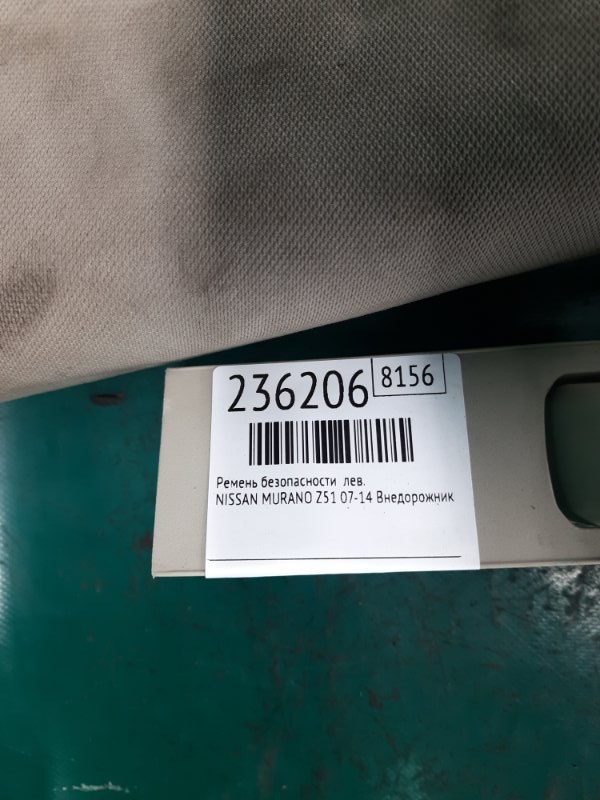 236206 8156
Ремень безопасности лев.
NISSAN MURANO Z51 07-14 Внедорожник